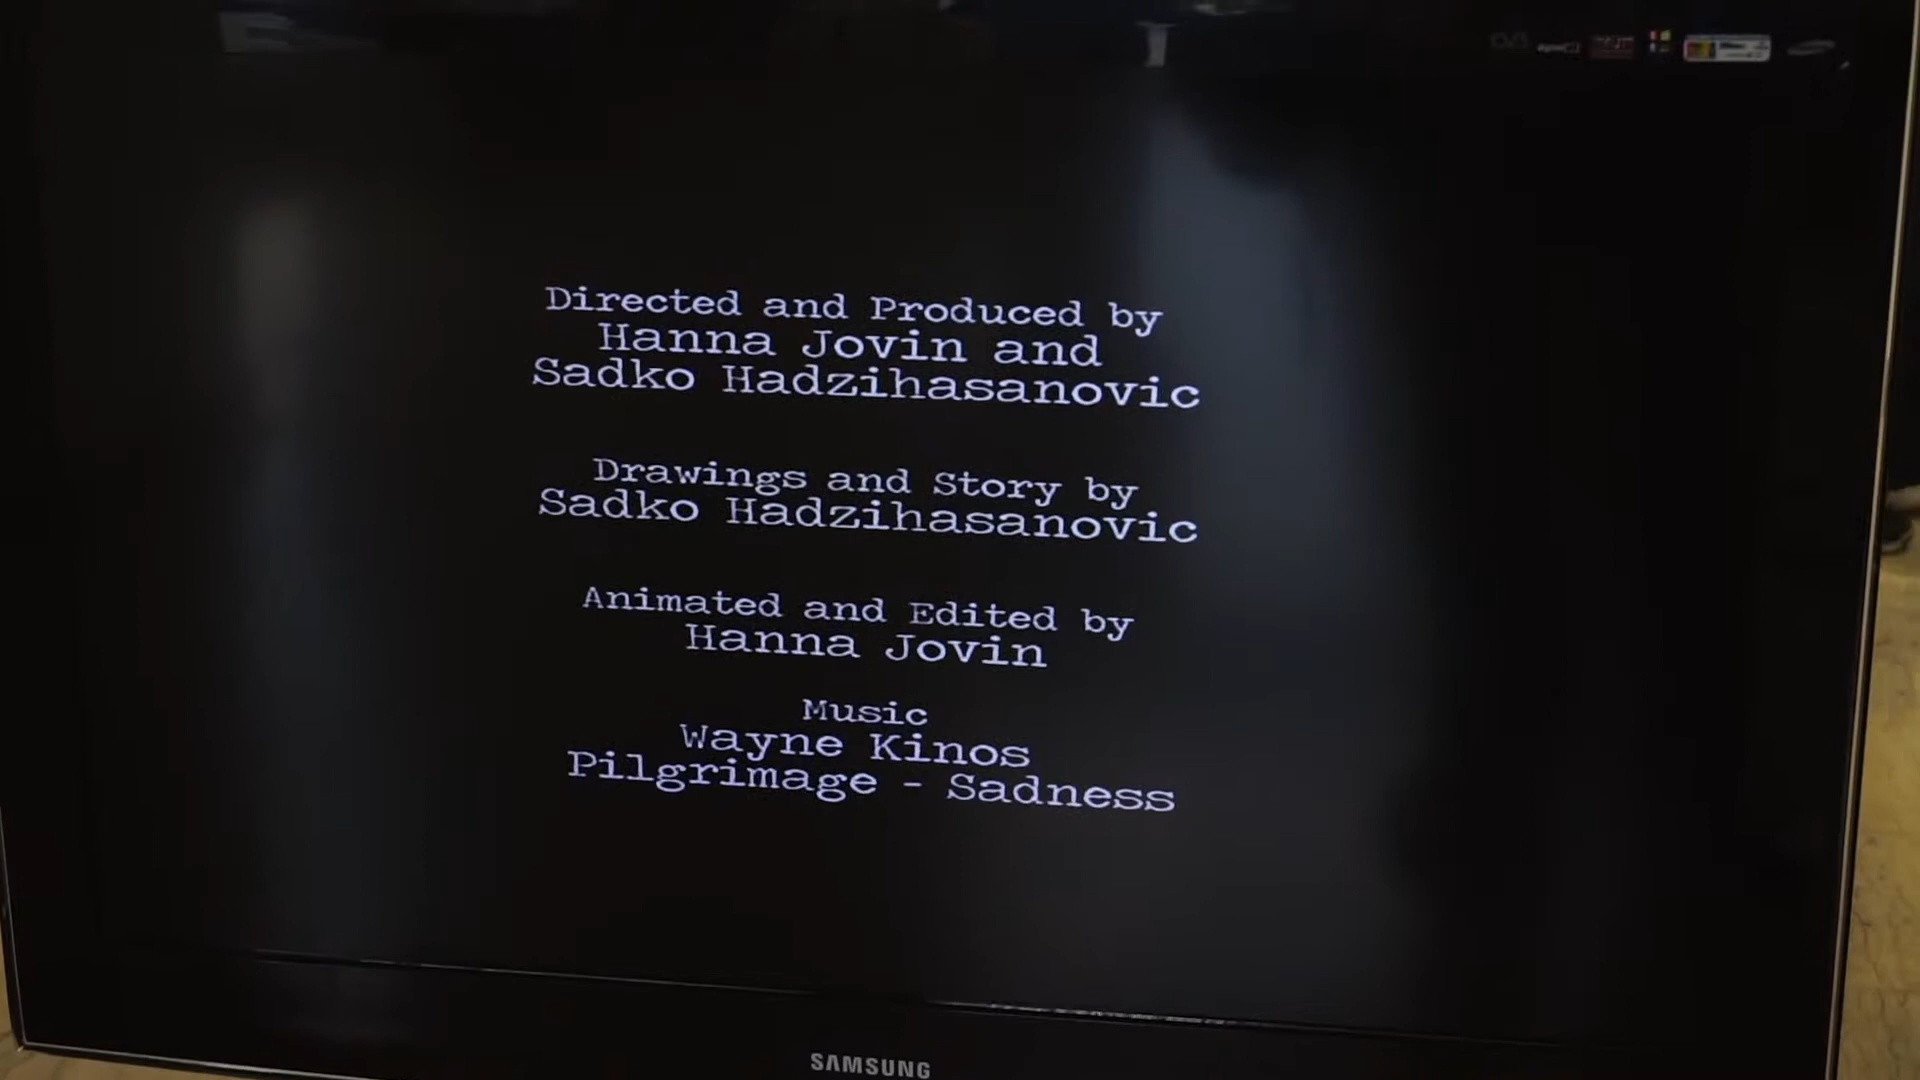 Directed and Produced by
Hanna Jovin and
Sadko Hadzihasanovic
Drawings and Story by
Sadko Hadzihasanovic
Animated and Edited by
Hanna Jovin
Music
Wayne Kinos
Pilgrimage - Sadness
SAMSUNG